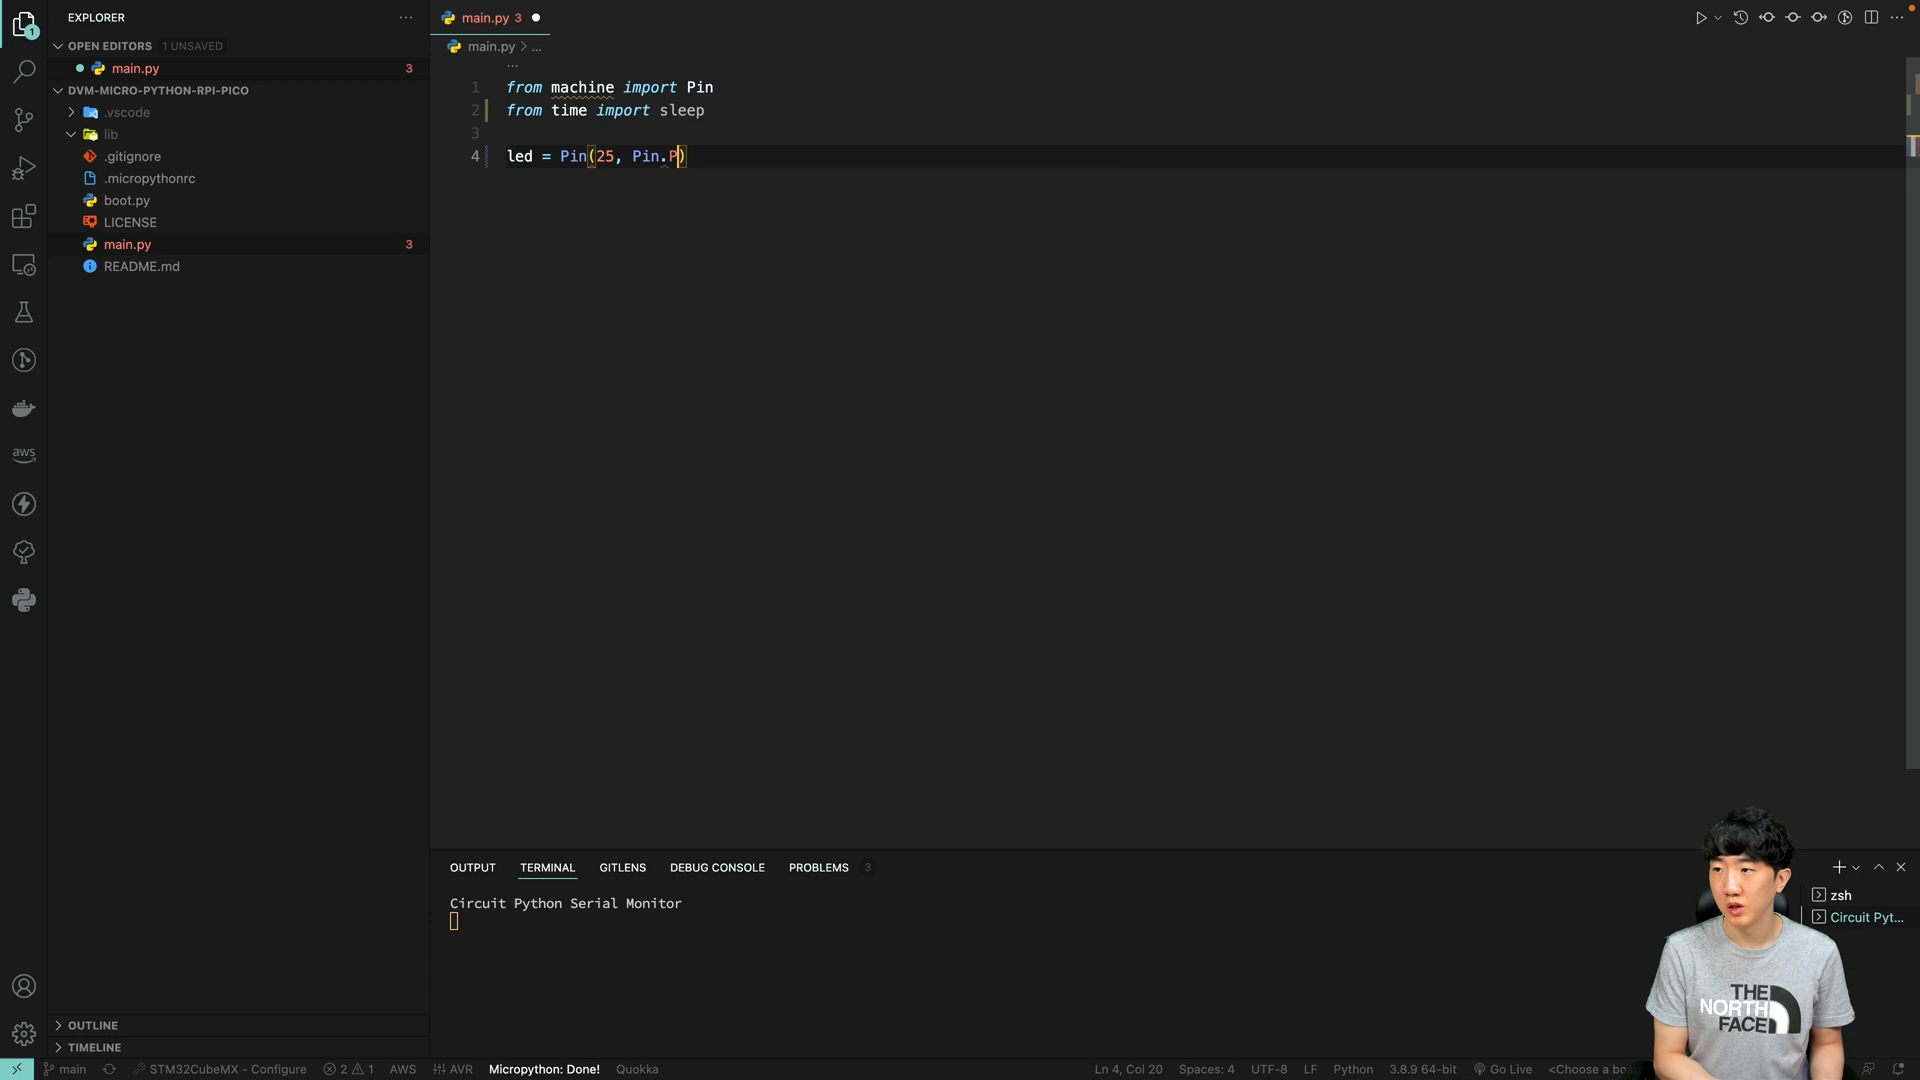 EXPLORER
OPEN EDITORS 1 UNSAVED
main.py 3
DVM-MICRO-PYTHON-RPI-PICO
.vscode
lib
.gitignore
.micropythonrc
boot.py
LICENSE
main.py 3
README.md
OUTLINE
TIMELINE
1
aws
main.py 3
main.py > ...
...
1 from machine import Pin
2 from time import sleep
3
4 led = Pin(25, Pin.P)
OUTPUT TERMINAL GITLENS DEBUG CONSOLE PROBLEMS 3
Circuit Python Serial Monitor
zsh
Circuit Pyt...
THE
NORTH
FACE
main STM32CubeMX - Configure 2 1 AWS AVR Micropython: Done! Quokka Ln 4, Col 20 Spaces: 4 UTF-8 LF Python 3.8.9 64-bit Go Live <Choose a